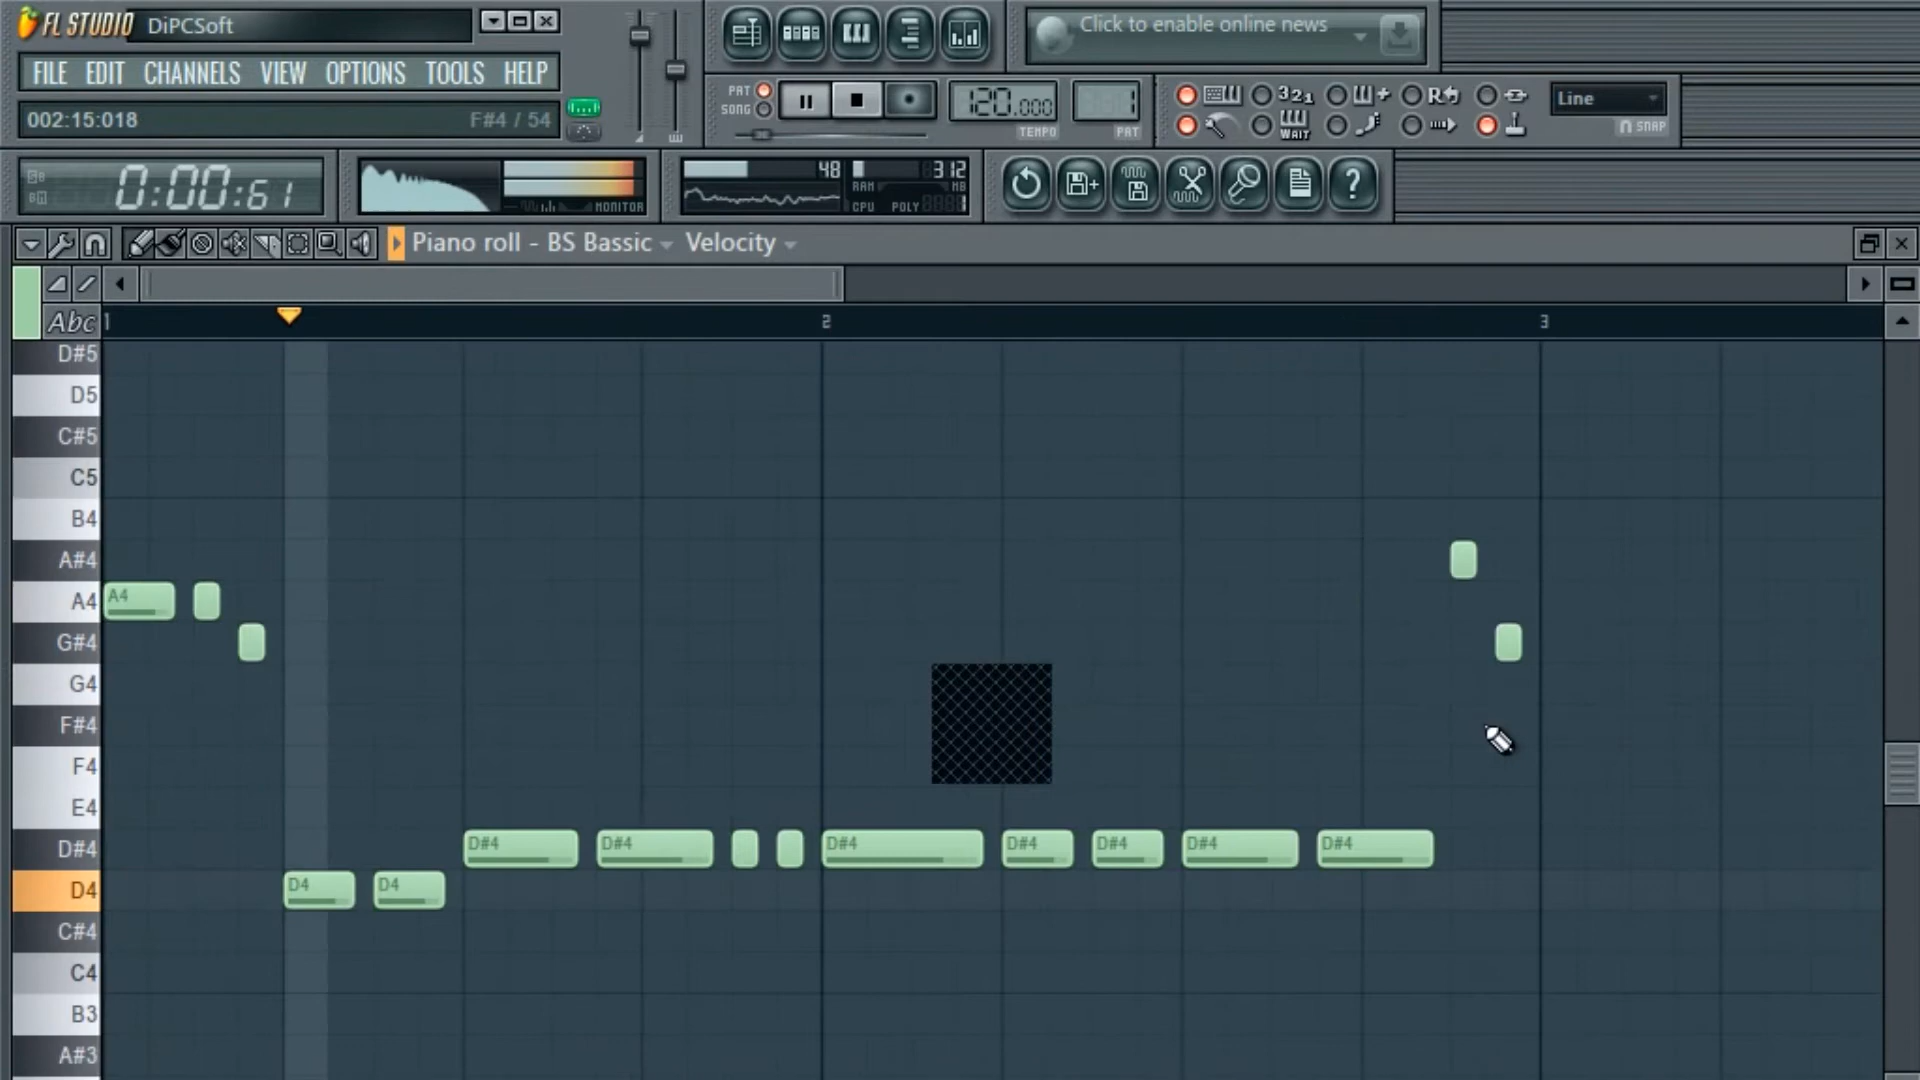 FL STUDIO DiPCSoft
Click to enable online news
FILE EDIT CHANNELS VIEW OPTIONS TOOLS HELP
PAT
SONG
120.000
TEMPO
1
PAT
3 2 1
WAIT
R
Line
SNAP
002:15:018 F#4 / 54
0:00:61
MONITOR
48
312
RAM
MB
CPU
POLY
?
Piano roll - BS Bassic Velocity
Abc 1 2 3
D#5
D5
C#5
C5
B4
A#4
A4 A4
G#4
G4
F#4
F4
E4
D#4 D#4 D#4 D#4 D#4 D#4 D#4 D#4
D4 D4 D4
C#4
C4
B3
A#3